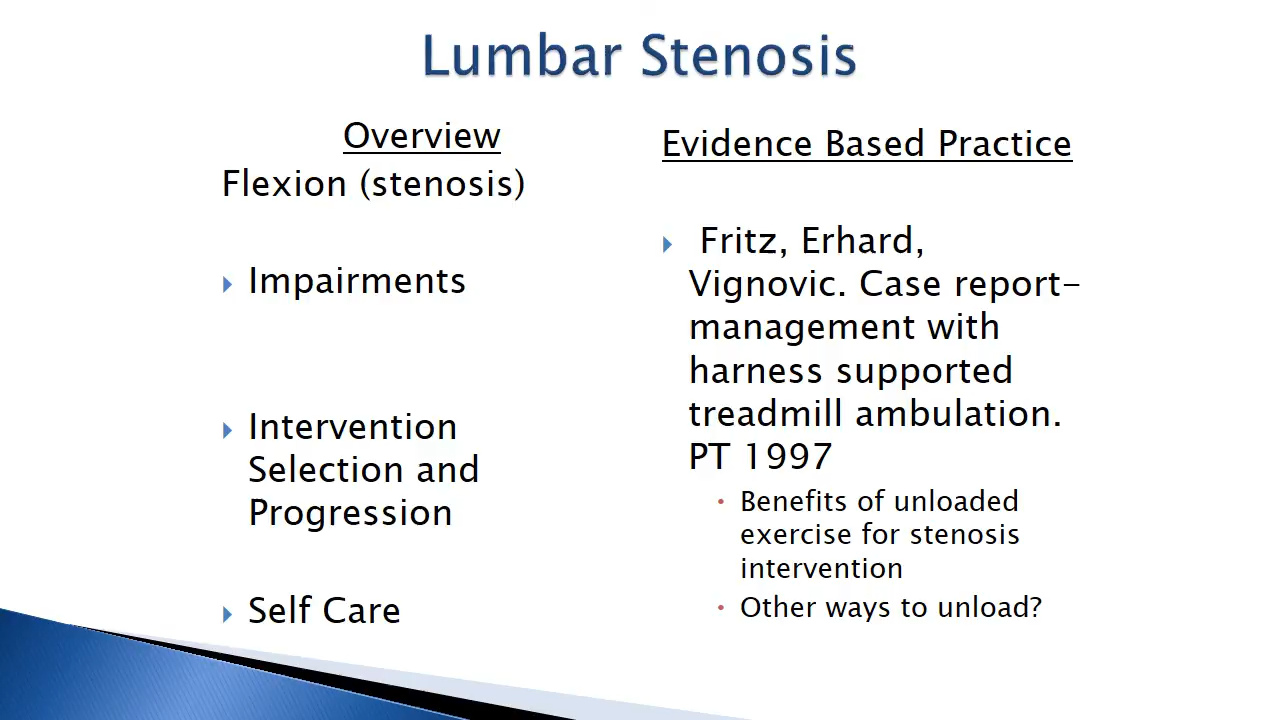 Lumbar Stenosis
Overview
Flexion (stenosis)
Impairments
Intervention
Selection and
Progression
Self Care
Evidence Based Practice
Fritz, Erhard,
Vignovic. Case report-
management with
harness supported
treadmill ambulation.
PT 1997
Benefits of unloaded
exercise for stenosis
intervention
Other ways to unload?